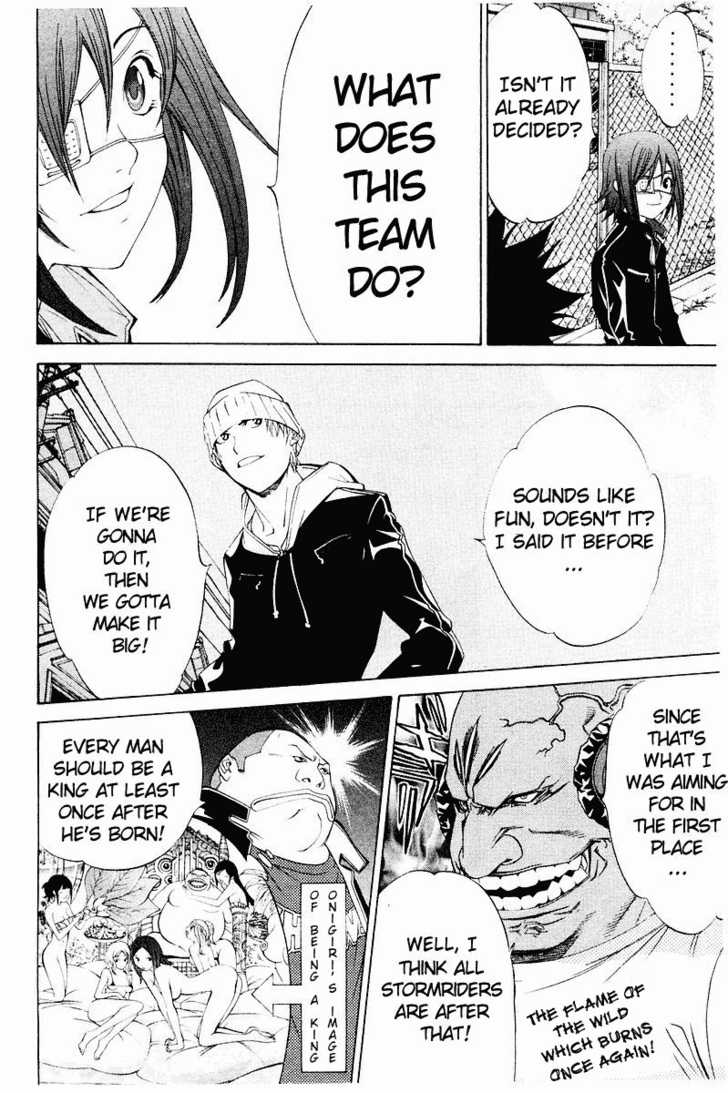 .......
ISN'T IT
ALREADY
DECIDED?
WHAT
DOES
THIS
TEAM
DO?
SOUNDS LIKE
FUN, DOESN'T IT?
I SAID IT BEFORE
...
IF WE'RE
GONNA
DO IT,
THEN
WE GOTTA
MAKE IT
BIG!
SINCE
THAT'S
WHAT I
WAS AIMING
FOR IN
THE FIRST
PLACE
...
WELL, I
THINK ALL
STORMRIDERS
ARE AFTER
THAT!
THE FLAME OF
THE WILD
WHICH BURNS
ONCE AGAIN!
EVERY MAN
SHOULD BE A
KING AT LEAST
ONCE AFTER
HE'S BORN!
ONIGIRI'S IMAGE
OF BEING A KING